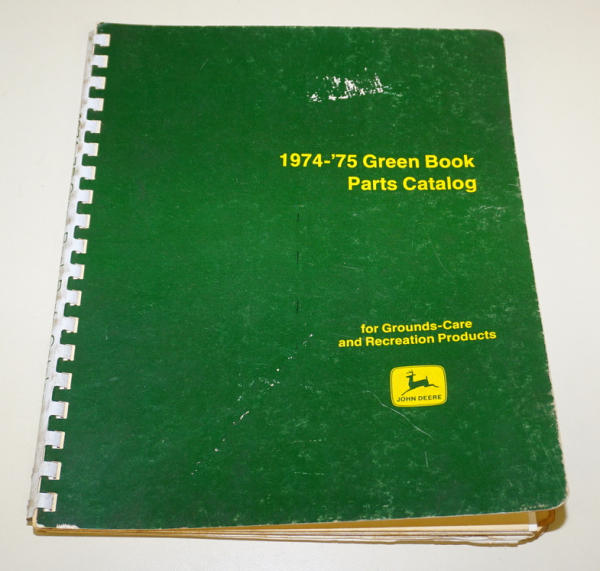 1974-'75 Green Book
Parts Catalog
for Grounds-Care
and Recreation Products
JOHN DEERE